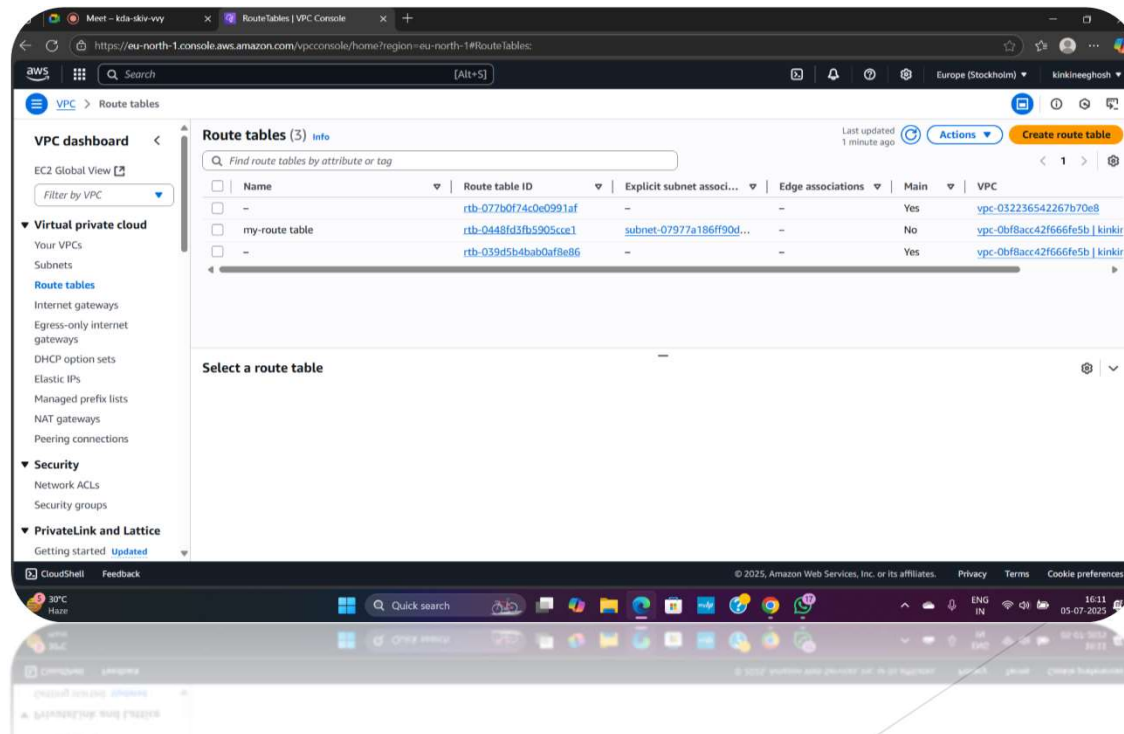 Meet – kda-skiv-vvy
RouteTables | VPC Console
https://eu-north-1.console.aws.amazon.com/vpcconsole/home?region=eu-north-1#RouteTables:
aws
Search
[Alt+S]
Europe (Stockholm)
kinkineeghosh
VPC > Route tables
VPC dashboard
EC2 Global View
Filter by VPC
Virtual private cloud
Your VPCs
Subnets
Route tables
Internet gateways
Egress-only internet
gateways
DHCP option sets
Elastic IPs
Managed prefix lists
NAT gateways
Peering connections
Security
Network ACLs
Security groups
PrivateLink and Lattice
Getting started Updated
Route tables (3) Info
Last updated
1 minute ago
Actions
Create route table
Find route tables by attribute or tag
1
Name Route table ID Explicit subnet associ... Edge associations Main VPC
– rtb-077b0f74c0e0991af – – Yes vpc-032236542267b70e8
my-route table rtb-0448fd3fb5905cce1 subnet-07977a186ff90d... – No vpc-0bf8acc42f666fe5b | kinkin
– rtb-039d5b4bab0af8e86 – – Yes vpc-0bf8acc42f666fe5b | kinkin
Select a route table
CloudShell Feedback
© 2025, Amazon Web Services, Inc. or its affiliates. Privacy Terms Cookie preferences
30°C
Haze
Quick search
ENG
IN
16:11
05-07-2025